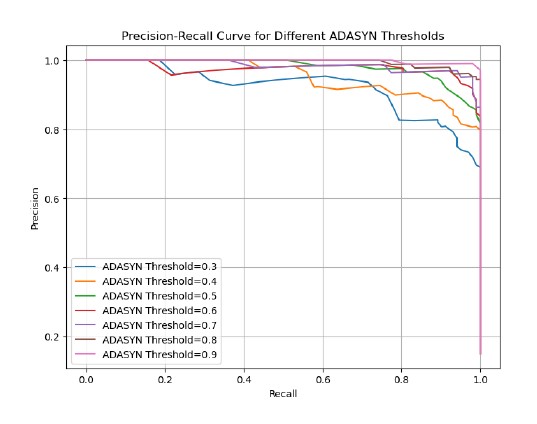 Precision-Recall Curve for Different ADASYN Thresholds
1.0
0.8
0.6
0.4
0.2
Precision
ADASYN Threshold=0.3
ADASYN Threshold=0.4
ADASYN Threshold=0.5
ADASYN Threshold=0.6
ADASYN Threshold=0.7
ADASYN Threshold=0.8
ADASYN Threshold=0.9
0.0 0.2 0.4 0.6 0.8 1.0
Recall